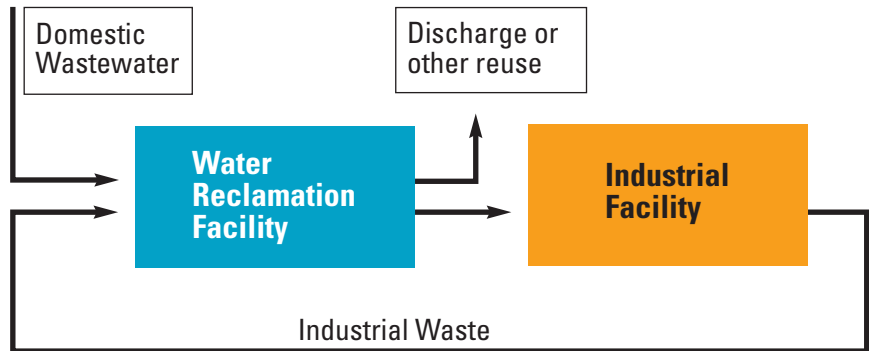 Domestic
Wastewater
Discharge or
other reuse
Water
Reclamation
Facility
Industrial
Facility
Industrial Waste